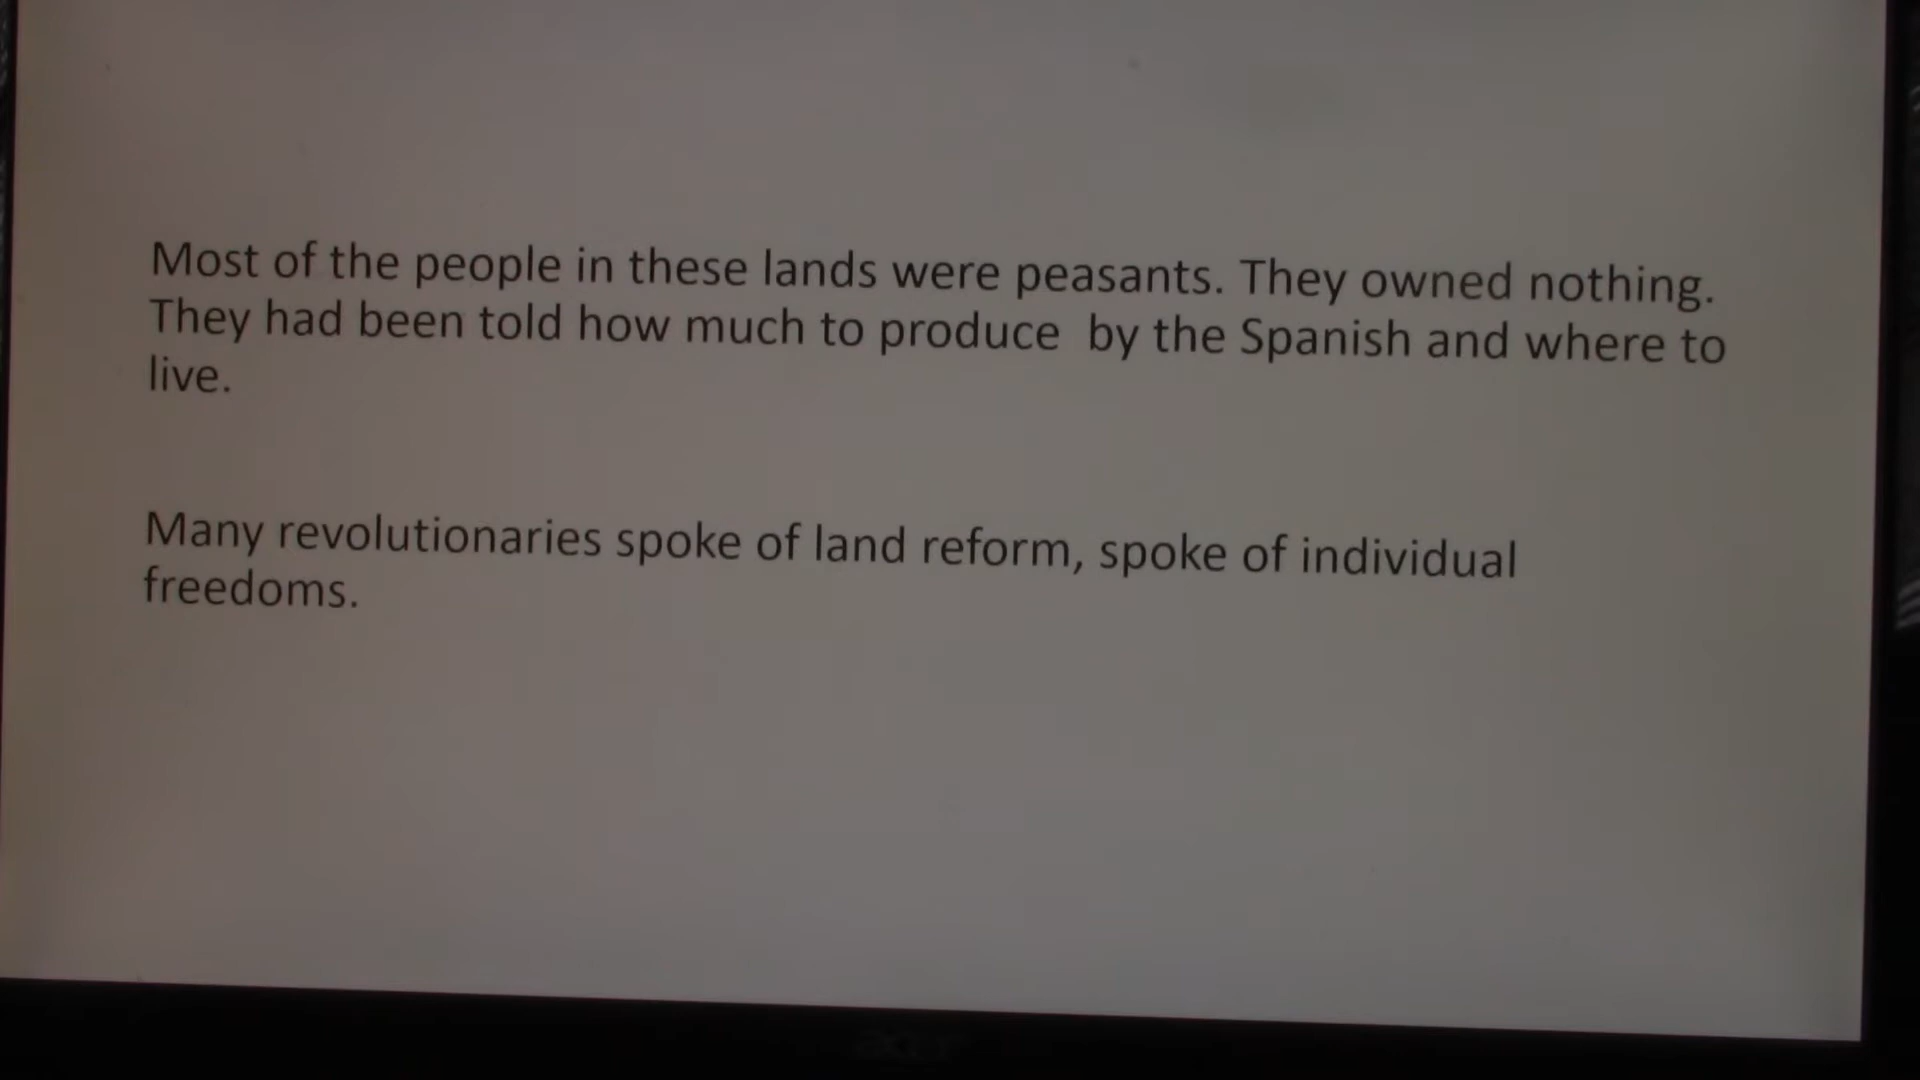 Most of the people in these lands were peasants. They owned nothing.
They had been told how much to produce  by the Spanish and where to
live.
Many revolutionaries spoke of land reform, spoke of individual
freedoms.
acer